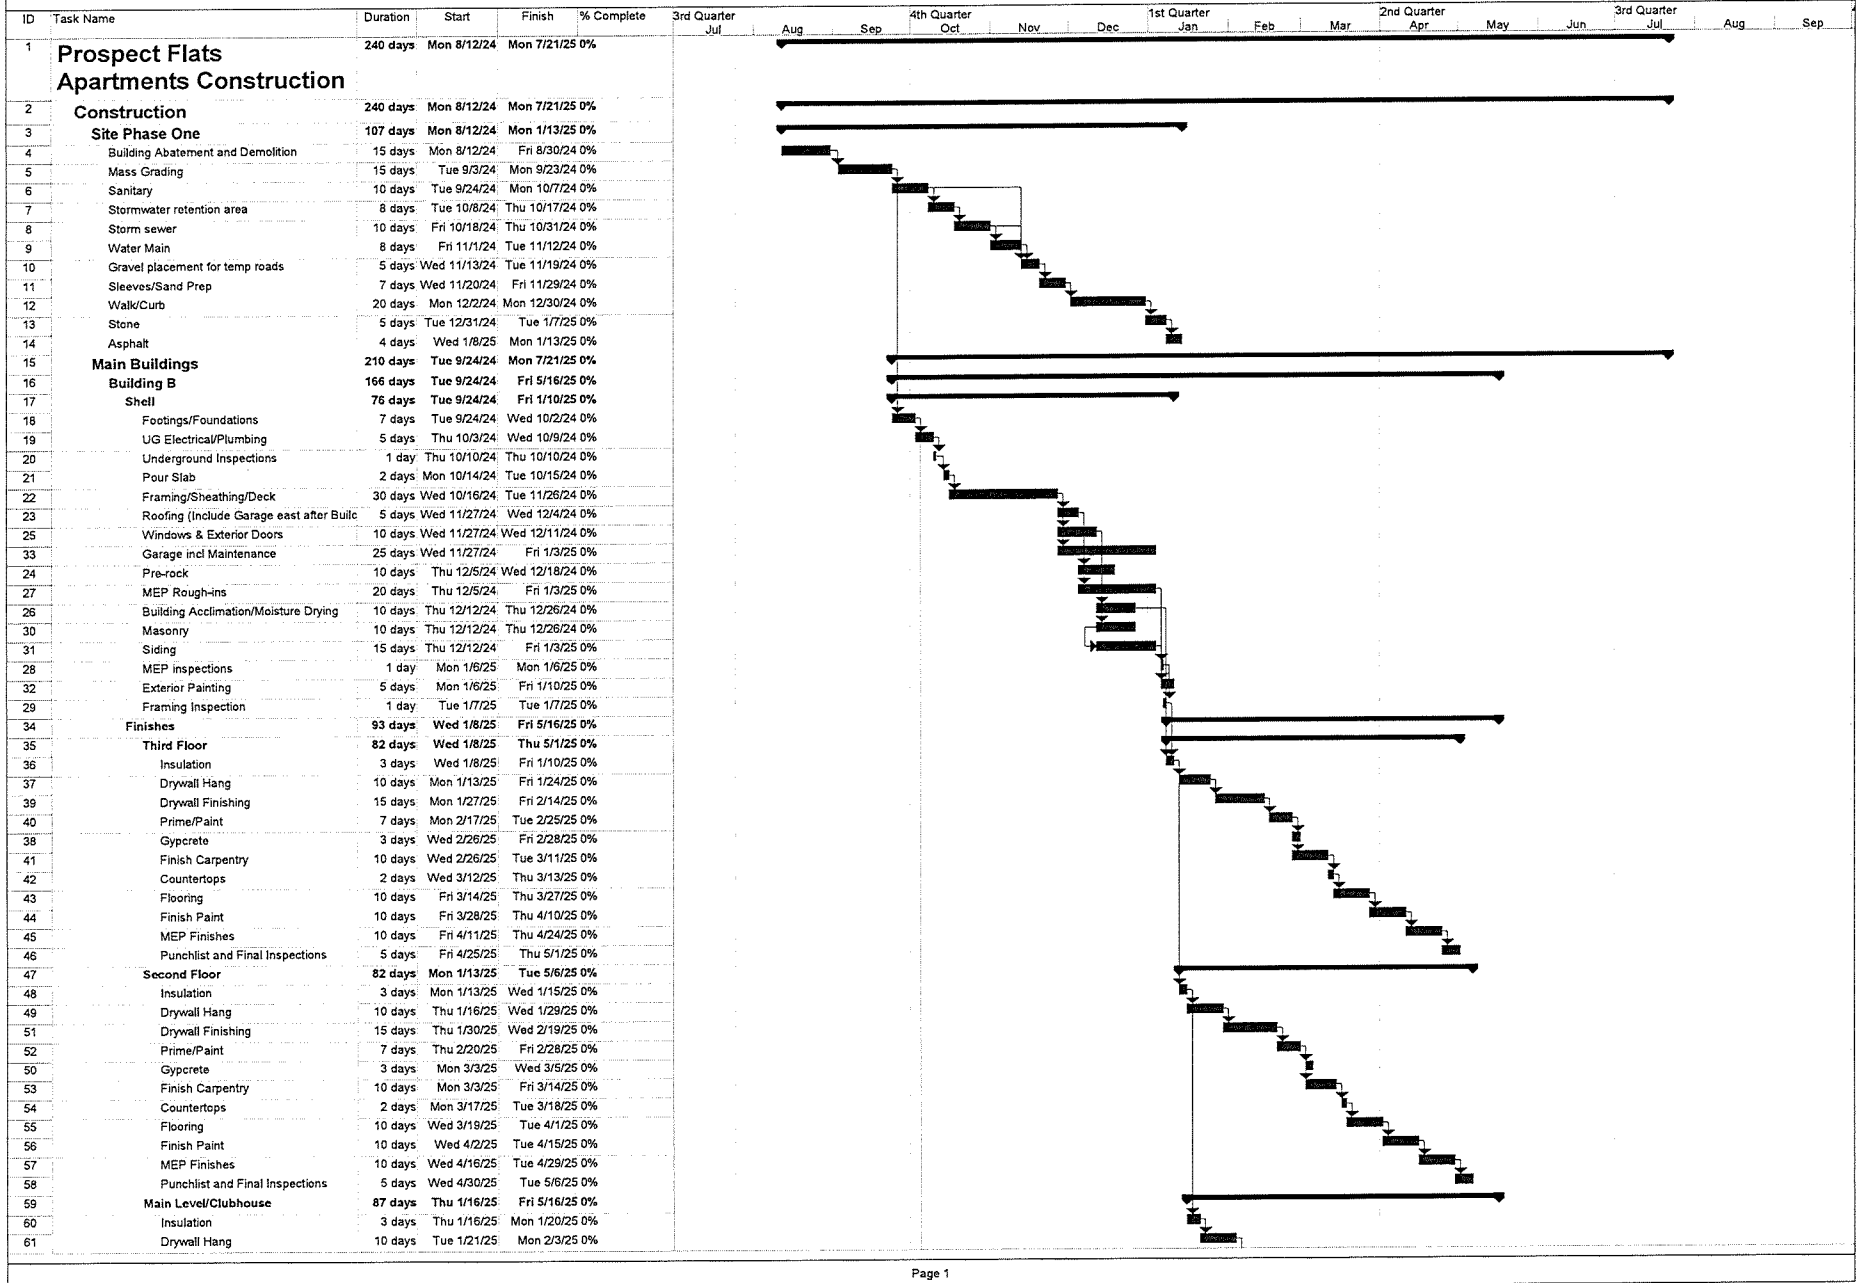 ID Task Name Duration Start Finish % Complete 3rd Quarter 4th Quarter 1st Quarter 2nd Quarter 3rd Quarter
Jul Aug Sep Oct Nov Dec Jan Feb Mar Apr May Jun Jul Aug Sep
1 Prospect Flats 240 days Mon 8/12/24 Mon 7/21/25 0%
Apartments Construction
2 Construction 240 days Mon 8/12/24 Mon 7/21/25 0%
3 Site Phase One 107 days Mon 8/12/24 Mon 1/13/25 0%
4 Building Abatement and Demolition 15 days Mon 8/12/24 Fri 8/30/24 0%
5 Mass Grading 15 days Tue 9/3/24 Mon 9/23/24 0%
6 Sanitary 10 days Tue 9/24/24 Mon 10/7/24 0%
7 Stormwater retention area 8 days Tue 10/8/24 Thu 10/17/24 0%
8 Storm sewer 10 days Fri 10/18/24 Thu 10/31/24 0%
9 Water Main 8 days Fri 11/1/24 Tue 11/12/24 0%
10 Gravel placement for temp roads 5 days Wed 11/13/24 Tue 11/19/24 0%
11 Sleeves/Sand Prep 7 days Wed 11/20/24 Fri 11/29/24 0%
12 Walk/Curb 20 days Mon 12/2/24 Mon 12/30/24 0%
13 Stone 5 days Tue 12/31/24 Tue 1/7/25 0%
14 Asphalt 4 days Wed 1/8/25 Mon 1/13/25 0%
15 Main Buildings 210 days Tue 9/24/24 Mon 7/21/25 0%
16 Building B 166 days Tue 9/24/24 Fri 5/16/25 0%
17 Shell 76 days Tue 9/24/24 Fri 1/10/25 0%
18 Footings/Foundations 7 days Tue 9/24/24 Wed 10/2/24 0%
19 UG Electrical/Plumbing 5 days Thu 10/3/24 Wed 10/9/24 0%
20 Underground Inspections 1 day Thu 10/10/24 Thu 10/10/24 0%
21 Pour Slab 2 days Mon 10/14/24 Tue 10/15/24 0%
22 Framing/Sheathing/Deck 30 days Wed 10/16/24 Tue 11/26/24 0%
23 Roofing (Include Garage east after Builc 5 days Wed 11/27/24 Wed 12/4/24 0%
25 Windows & Exterior Doors 10 days Wed 11/27/24 Wed 12/11/24 0%
33 Garage incl Maintenance 25 days Wed 11/27/24 Fri 1/3/25 0%
24 Pre-rock 10 days Thu 12/5/24 Wed 12/18/24 0%
27 MEP Rough-ins 20 days Thu 12/5/24 Fri 1/3/25 0%
26 Building Acclimation/Moisture Drying 10 days Thu 12/12/24 Thu 12/26/24 0%
30 Masonry 10 days Thu 12/12/24 Thu 12/26/24 0%
31 Siding 15 days Thu 12/12/24 Fri 1/3/25 0%
28 MEP inspections 1 day Mon 1/6/25 Mon 1/6/25 0%
32 Exterior Painting 5 days Mon 1/6/25 Fri 1/10/25 0%
29 Framing Inspection 1 day Tue 1/7/25 Tue 1/7/25 0%
34 Finishes 93 days Wed 1/8/25 Fri 5/16/25 0%
35 Third Floor 82 days Wed 1/8/25 Thu 5/1/25 0%
36 Insulation 3 days Wed 1/8/25 Fri 1/10/25 0%
37 Drywall Hang 10 days Mon 1/13/25 Fri 1/24/25 0%
39 Drywall Finishing 15 days Mon 1/27/25 Fri 2/14/25 0%
40 Prime/Paint 7 days Mon 2/17/25 Tue 2/25/25 0%
38 Gypcrete 3 days Wed 2/26/25 Fri 2/28/25 0%
41 Finish Carpentry 10 days Wed 2/26/25 Tue 3/11/25 0%
42 Countertops 2 days Wed 3/12/25 Thu 3/13/25 0%
43 Flooring 10 days Fri 3/14/25 Thu 3/27/25 0%
44 Finish Paint 10 days Fri 3/28/25 Thu 4/10/25 0%
45 MEP Finishes 10 days Fri 4/11/25 Thu 4/24/25 0%
46 Punchlist and Final Inspections 5 days Fri 4/25/25 Thu 5/1/25 0%
47 Second Floor 82 days Mon 1/13/25 Tue 5/6/25 0%
48 Insulation 3 days Mon 1/13/25 Wed 1/15/25 0%
49 Drywall Hang 10 days Thu 1/16/25 Wed 1/29/25 0%
51 Drywall Finishing 15 days Thu 1/30/25 Wed 2/19/25 0%
52 Prime/Paint 7 days Thu 2/20/25 Fri 2/28/25 0%
50 Gypcrete 3 days Mon 3/3/25 Wed 3/5/25 0%
53 Finish Carpentry 10 days Mon 3/3/25 Fri 3/14/25 0%
54 Countertops 2 days Mon 3/17/25 Tue 3/18/25 0%
55 Flooring 10 days Wed 3/19/25 Tue 4/1/25 0%
56 Finish Paint 10 days Wed 4/2/25 Tue 4/15/25 0%
57 MEP Finishes 10 days Wed 4/16/25 Tue 4/29/25 0%
58 Punchlist and Final Inspections 5 days Wed 4/30/25 Tue 5/6/25 0%
59 Main Level/Clubhouse 87 days Thu 1/16/25 Fri 5/16/25 0%
60 Insulation 3 days Thu 1/16/25 Mon 1/20/25 0%
61 Drywall Hang 10 days Tue 1/21/25 Mon 2/3/25 0%
Page 1